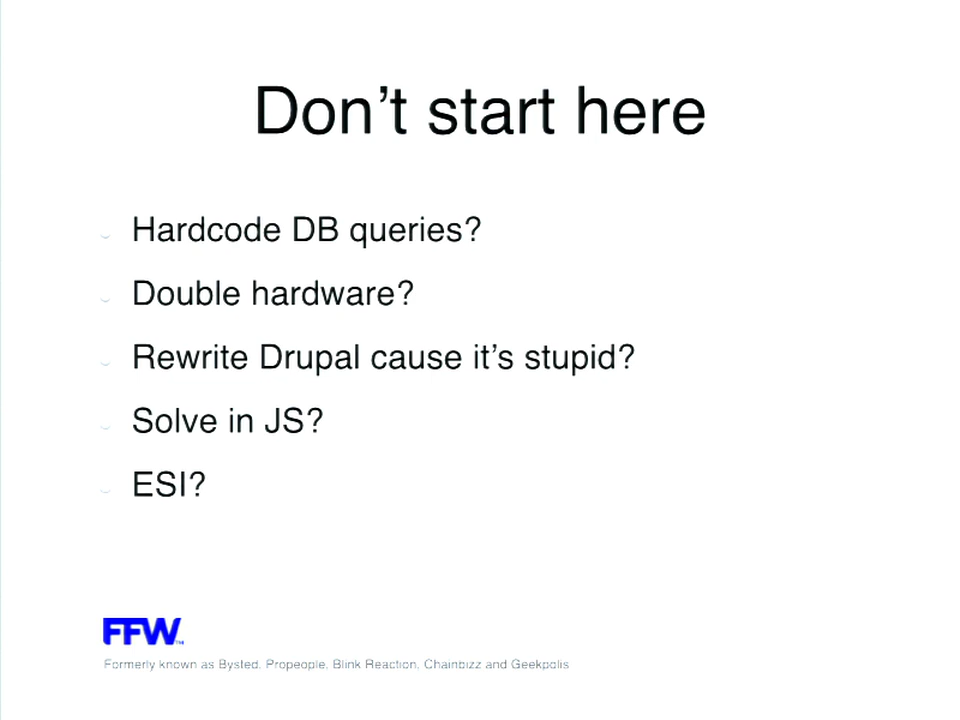 Don’t start here
Hardcode DB queries?
Double hardware?
Rewrite Drupal cause it’s stupid?
Solve in JS?
ESI?
FFW™
Formerly known as Bysted, Propeople, Blink Reaction, Chainbizz and Geekpolis